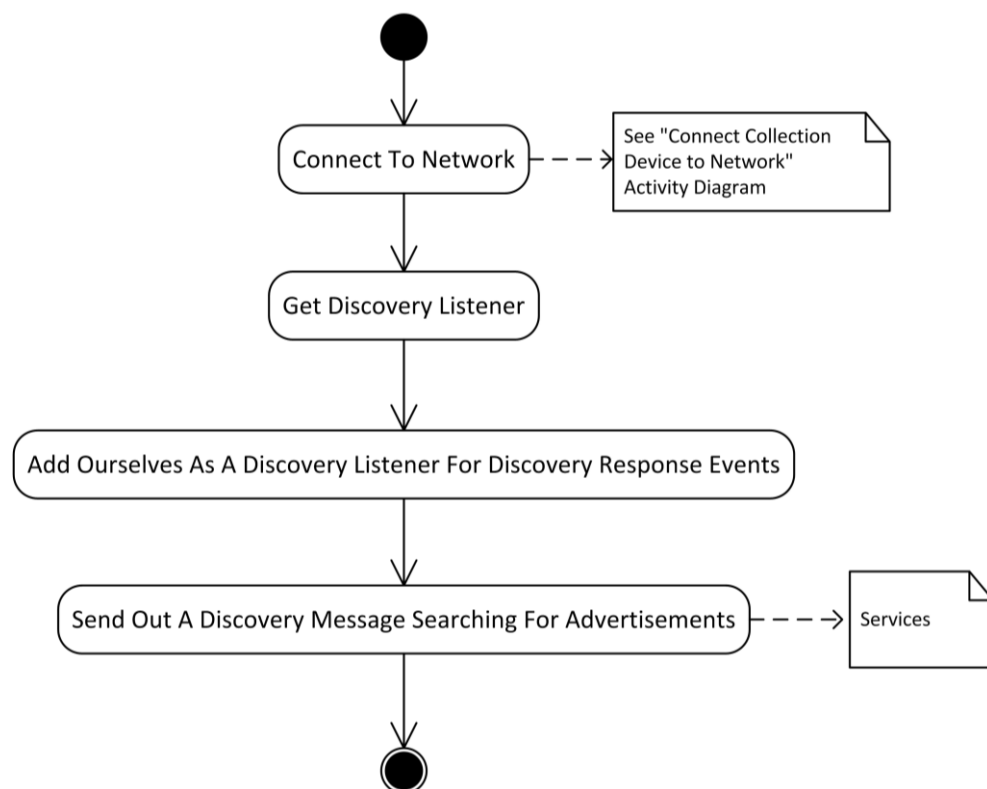 Connect To Network
See "Connect Collection
Device to Network"
Activity Diagram
Get Discovery Listener
Add Ourselves As A Discovery Listener For Discovery Response Events
Send Out A Discovery Message Searching For Advertisements
Services